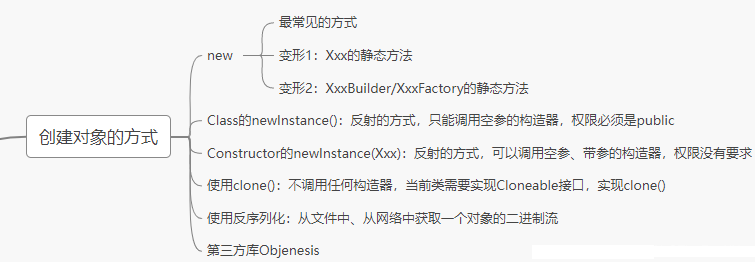 最常见的方式
new
变形1：Xxx的静态方法
变形2：XxxBuilder/XxxFactory的静态方法
创建对象的方式
Class的newInstance()：反射的方式，只能调用空参的构造器，权限必须是public
Constructor的newInstance(Xxx)：反射的方式，可以调用空参、带参的构造器，权限没有要求
使用clone()：不调用任何构造器，当前类需要实现Cloneable接口，实现clone()
使用反序列化：从文件中、从网络中获取一个对象的二进制流
第三方库Objenesis